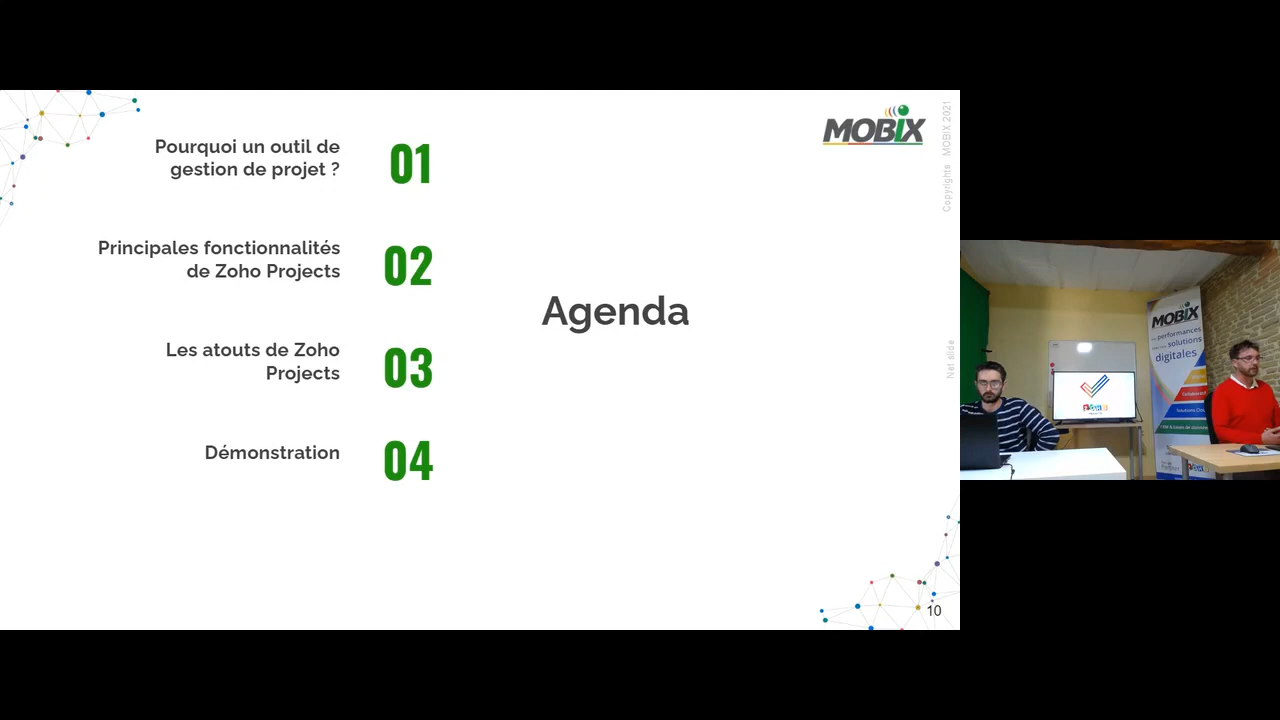 Pourquoi un outil de
gestion de projet ?
01
Principales fonctionnalités
de Zoho Projects
02
Les atouts de Zoho
Projects
03
Démonstration
04
Agenda
MOBIX
Copyrights MOBIX 2021
10
MOBIX
performances
solutions
digitales